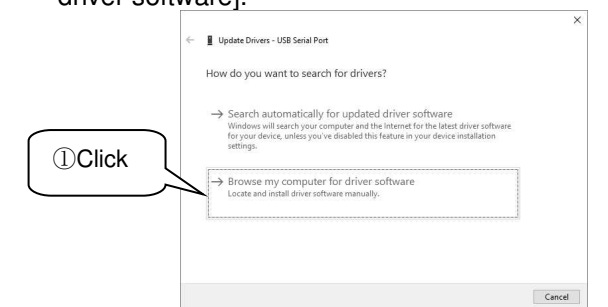 driver software].
Update Drivers - USB Serial Port
How do you want to search for drivers?
→ Search automatically for updated driver software
Windows will search your computer and the Internet for the latest driver software
for your device, unless you've disabled this feature in your device installation
settings.
①Click
→ Browse my computer for driver software
Locate and install driver software manually.
Cancel